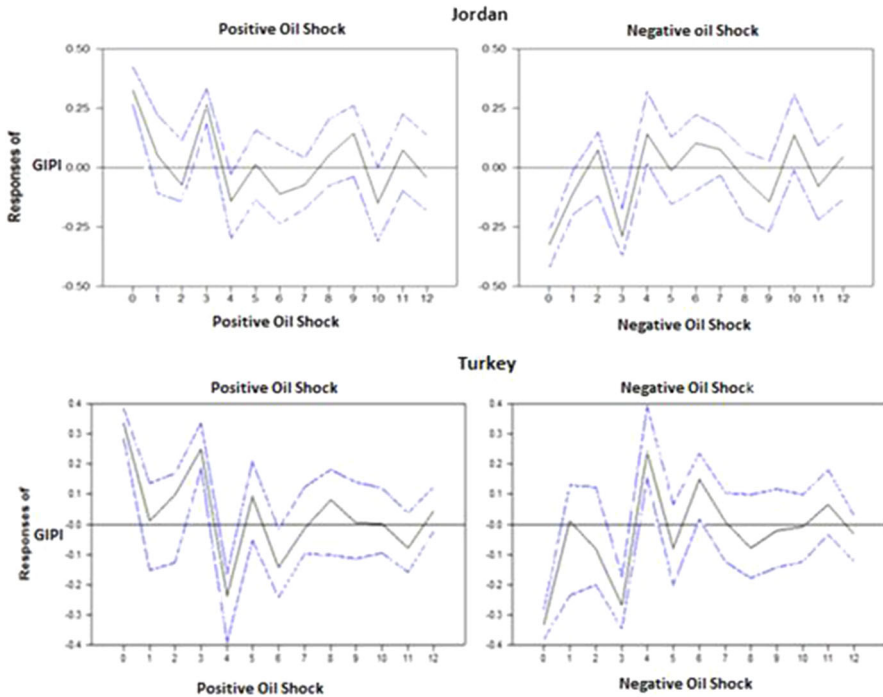 Jordan
Positive Oil Shock
Negative oil Shock
0.50
0.25
0.00
-0.25
-0.50
Responses of
GIPI
0 1 2 3 4 5 6 7 8 9 10 11 12
Positive Oil Shock
0.50
0.25
0.00
-0.25
-0.50
0 1 2 3 4 5 6 7 8 9 10 11 12
Negative Oil Shock
Turkey
Positive Oil Shock
Negative Oil Shock
0.4
0.3
0.2
0.1
-0.0
-0.1
-0.2
-0.3
-0.4
Responses of
GIPI
0 1 2 3 4 5 6 7 8 9 10 11 12
Positive Oil Shock
0.4
0.3
0.2
0.1
-0.0
-0.1
-0.2
-0.3
-0.4
0 1 2 3 4 5 6 7 8 9 10 11 12
Negative Oil Shock